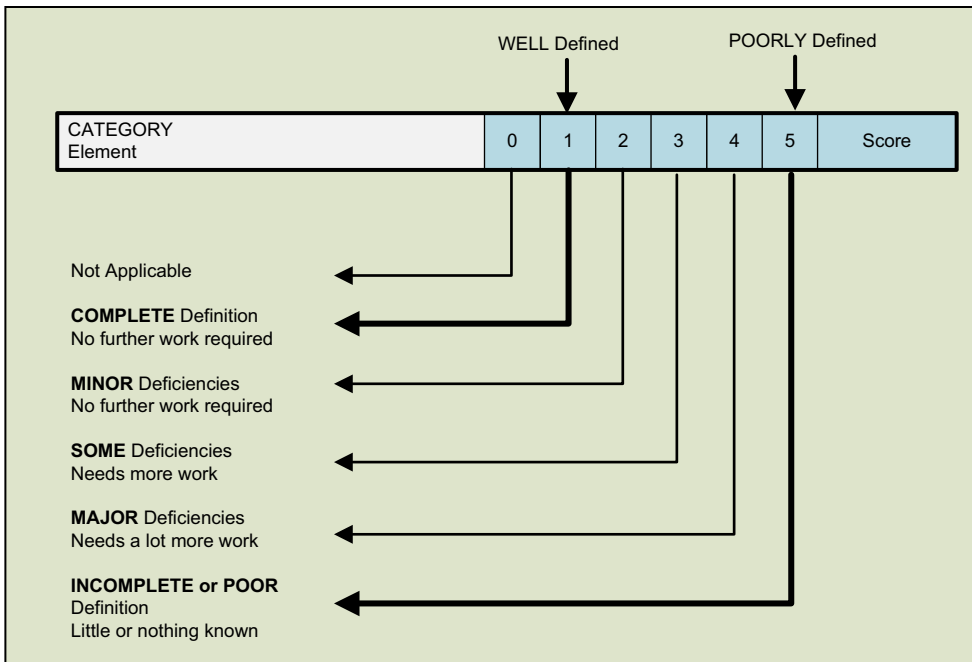 WELL Defined
POORLY Defined
CATEGORY
Element
0 1 2 3 4 5 Score
Not Applicable
COMPLETE Definition
No further work required
MINOR Deficiencies
No further work required
SOME Deficiencies
Needs more work
MAJOR Deficiencies
Needs a lot more work
INCOMPLETE or POOR
Definition
Little or nothing known